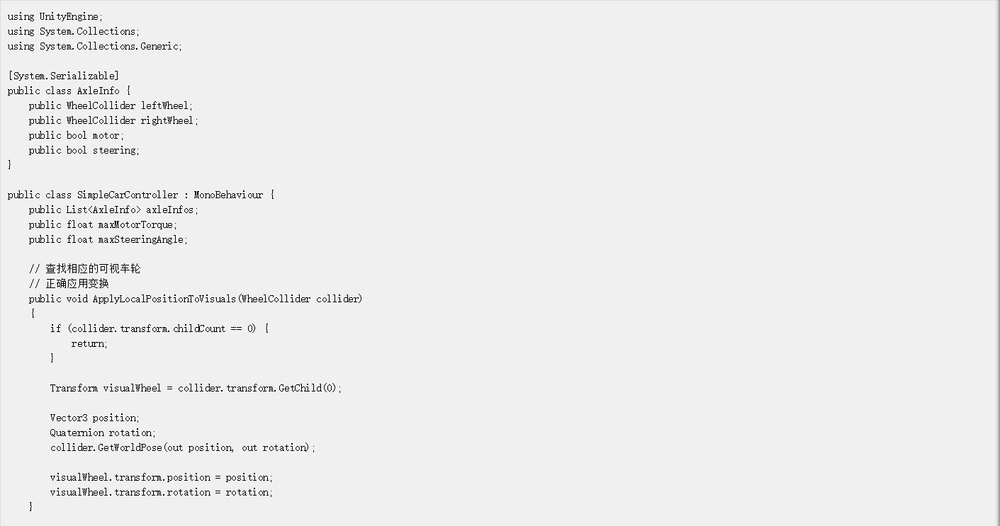 using UnityEngine;
using System.Collections;
using System.Collections.Generic;

[System.Serializable]
public class AxleInfo {
    public WheelCollider leftWheel;
    public WheelCollider rightWheel;
    public bool motor;
    public bool steering;
}

public class SimpleCarController : MonoBehaviour {
    public List<AxleInfo> axleInfos;
    public float maxMotorTorque;
    public float maxSteeringAngle;

    // 查找相应的可视车轮
    // 正确应用变换
    public void ApplyLocalPositionToVisuals(WheelCollider collider)
    {
        if (collider.transform.childCount == 0) {
            return;
        }

        Transform visualWheel = collider.transform.GetChild(0);

        Vector3 position;
        Quaternion rotation;
        collider.GetWorldPose(out position, out rotation);

        visualWheel.transform.position = position;
        visualWheel.transform.rotation = rotation;
    }